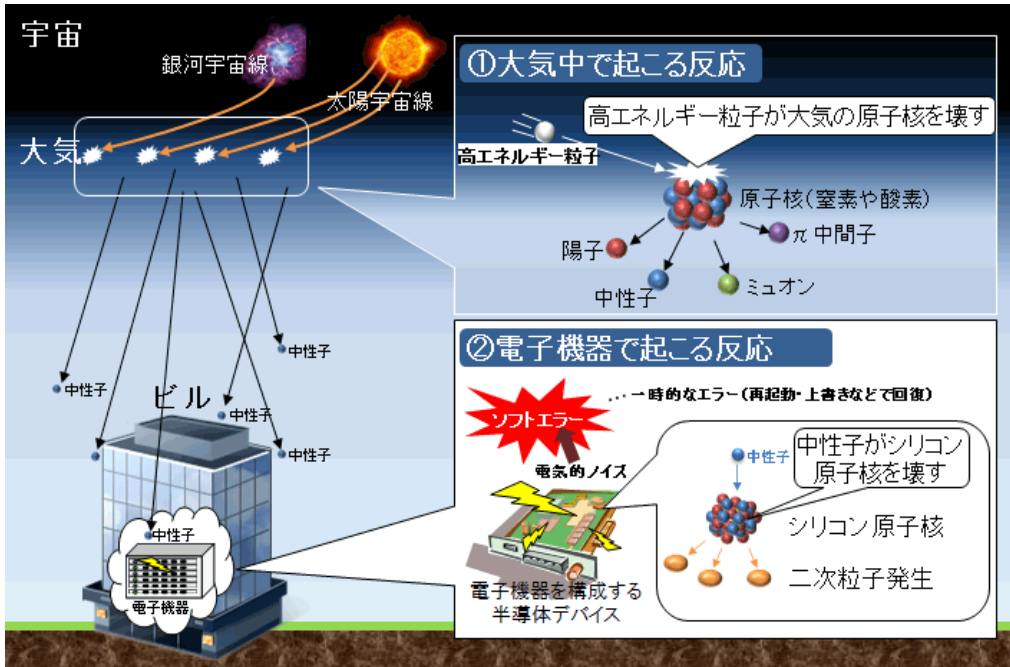 宇宙
銀河宇宙線
太陽宇宙線
大気
①大気中で起こる反応
高エネルギー粒子が大気の原子核を壊す
高エネルギー粒子
原子核(窒素や酸素)
π中間子
陽子
中性子
ミュオン
中性子
中性子
ビル
中性子
中性子
中性子
電子機器
②電子機器で起こる反応
ソフトエラー
・・・一時的なエラー(再起動・上書きなどで回復)
電気的ノイズ
電子機器を構成する
半導体デバイス
中性子
中性子がシリコン
原子核を壊す
シリコン原子核
二次粒子発生